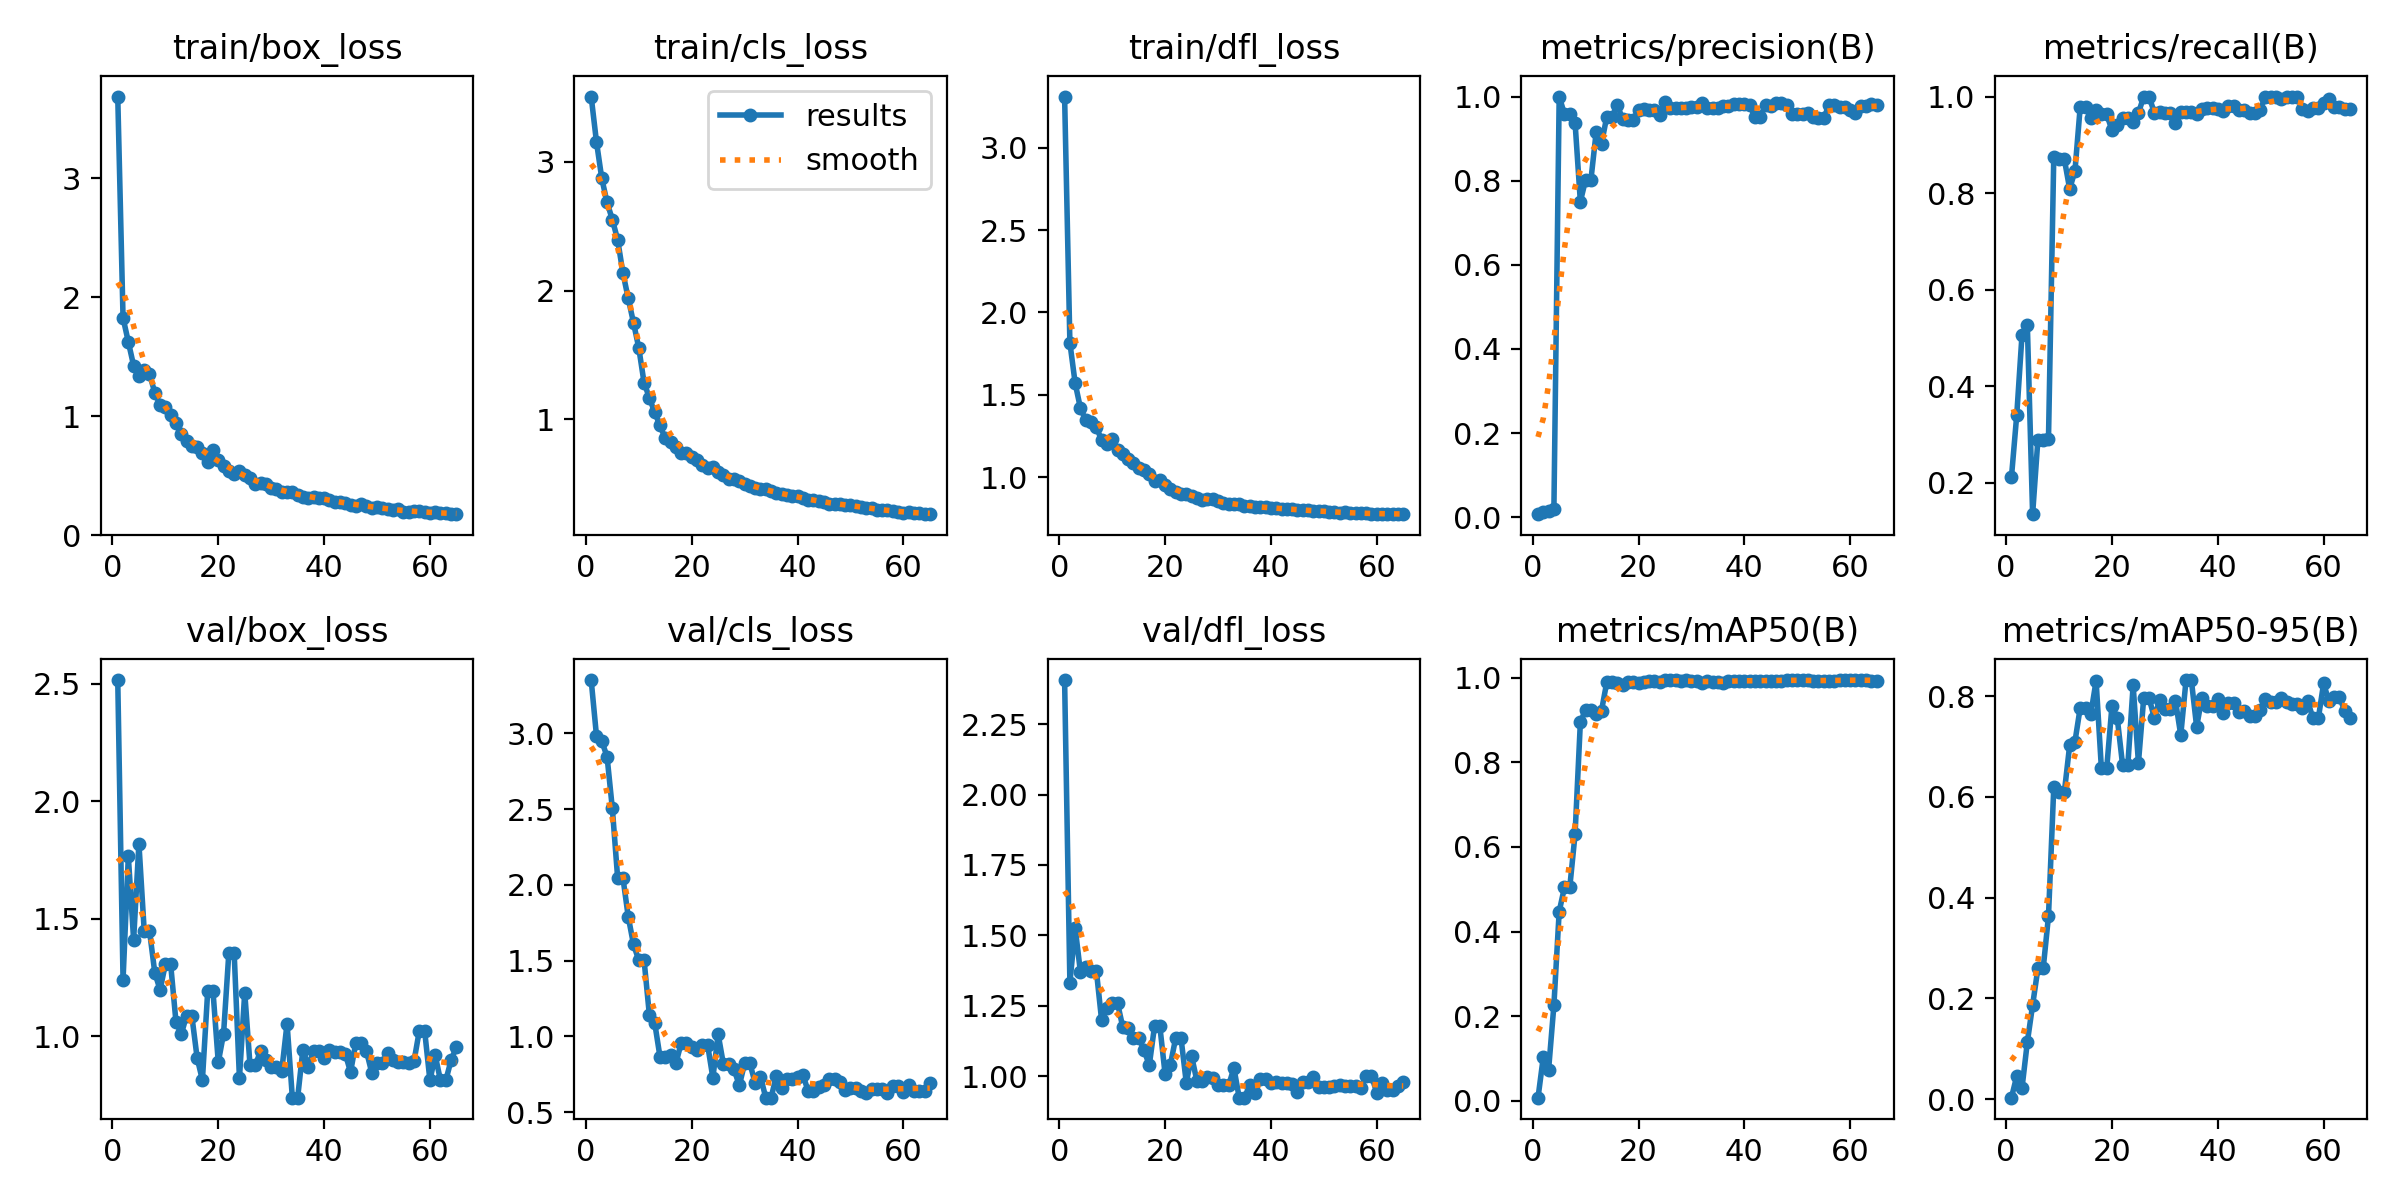 train/box_loss
train/cls_loss
train/dfl_loss
metrics/precision(B)
metrics/recall(B)
results
smooth
3
2
1
0
0 20 40 60
3
2
1
0 20 40 60
3.0
2.5
2.0
1.5
1.0
0 20 40 60
1.0
0.8
0.6
0.4
0.2
0.0
0 20 40 60
1.0
0.8
0.6
0.4
0.2
0 20 40 60
val/box_loss
val/cls_loss
val/dfl_loss
metrics/mAP50(B)
metrics/mAP50-95(B)
2.5
2.0
1.5
1.0
0 20 40 60
3.0
2.5
2.0
1.5
1.0
0.5
0 20 40 60
2.25
2.00
1.75
1.50
1.25
1.00
0 20 40 60
1.0
0.8
0.6
0.4
0.2
0.0
0 20 40 60
0.8
0.6
0.4
0.2
0.0
0 20 40 60